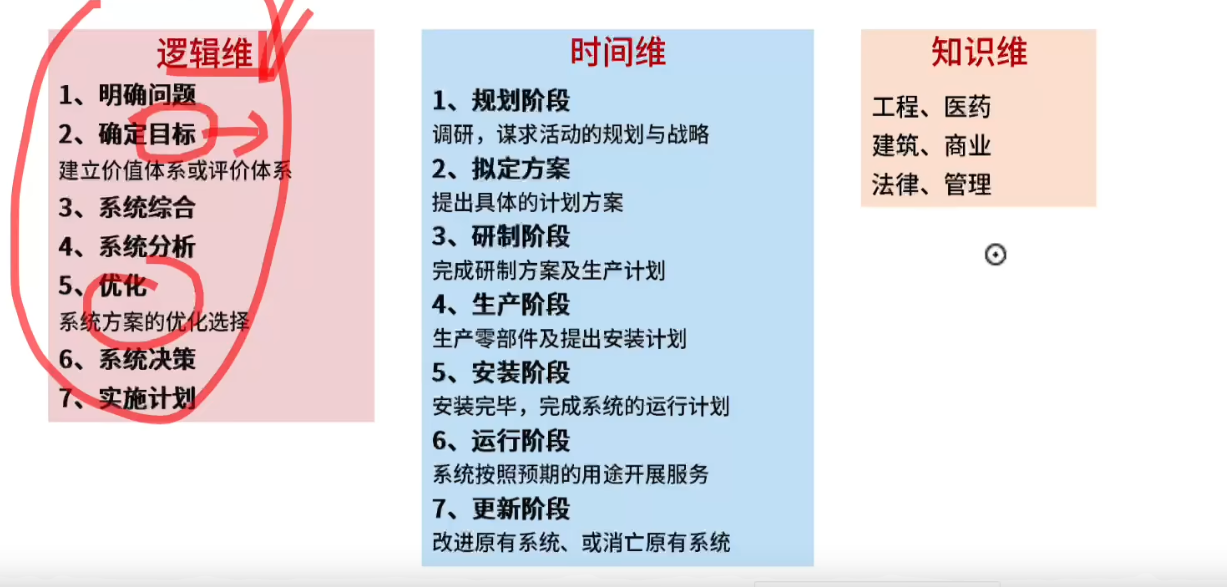 逻辑维
1、明确问题
2、确定目标
建立价值体系或评价体系
3、系统综合
4、系统分析
5、优化
系统方案的优化选择
6、系统决策
7、实施计划
时间维
1、规划阶段
调研，谋求活动的规划与战略
2、拟定方案
提出具体的计划方案
3、研制阶段
完成研制方案及生产计划
4、生产阶段
生产零部件及提出安装计划
5、安装阶段
安装完毕，完成系统的运行计划
6、运行阶段
系统按照预期的用途开展服务
7、更新阶段
改进原有系统、或消亡原有系统
知识维
工程、医药
建筑、商业
法律、管理